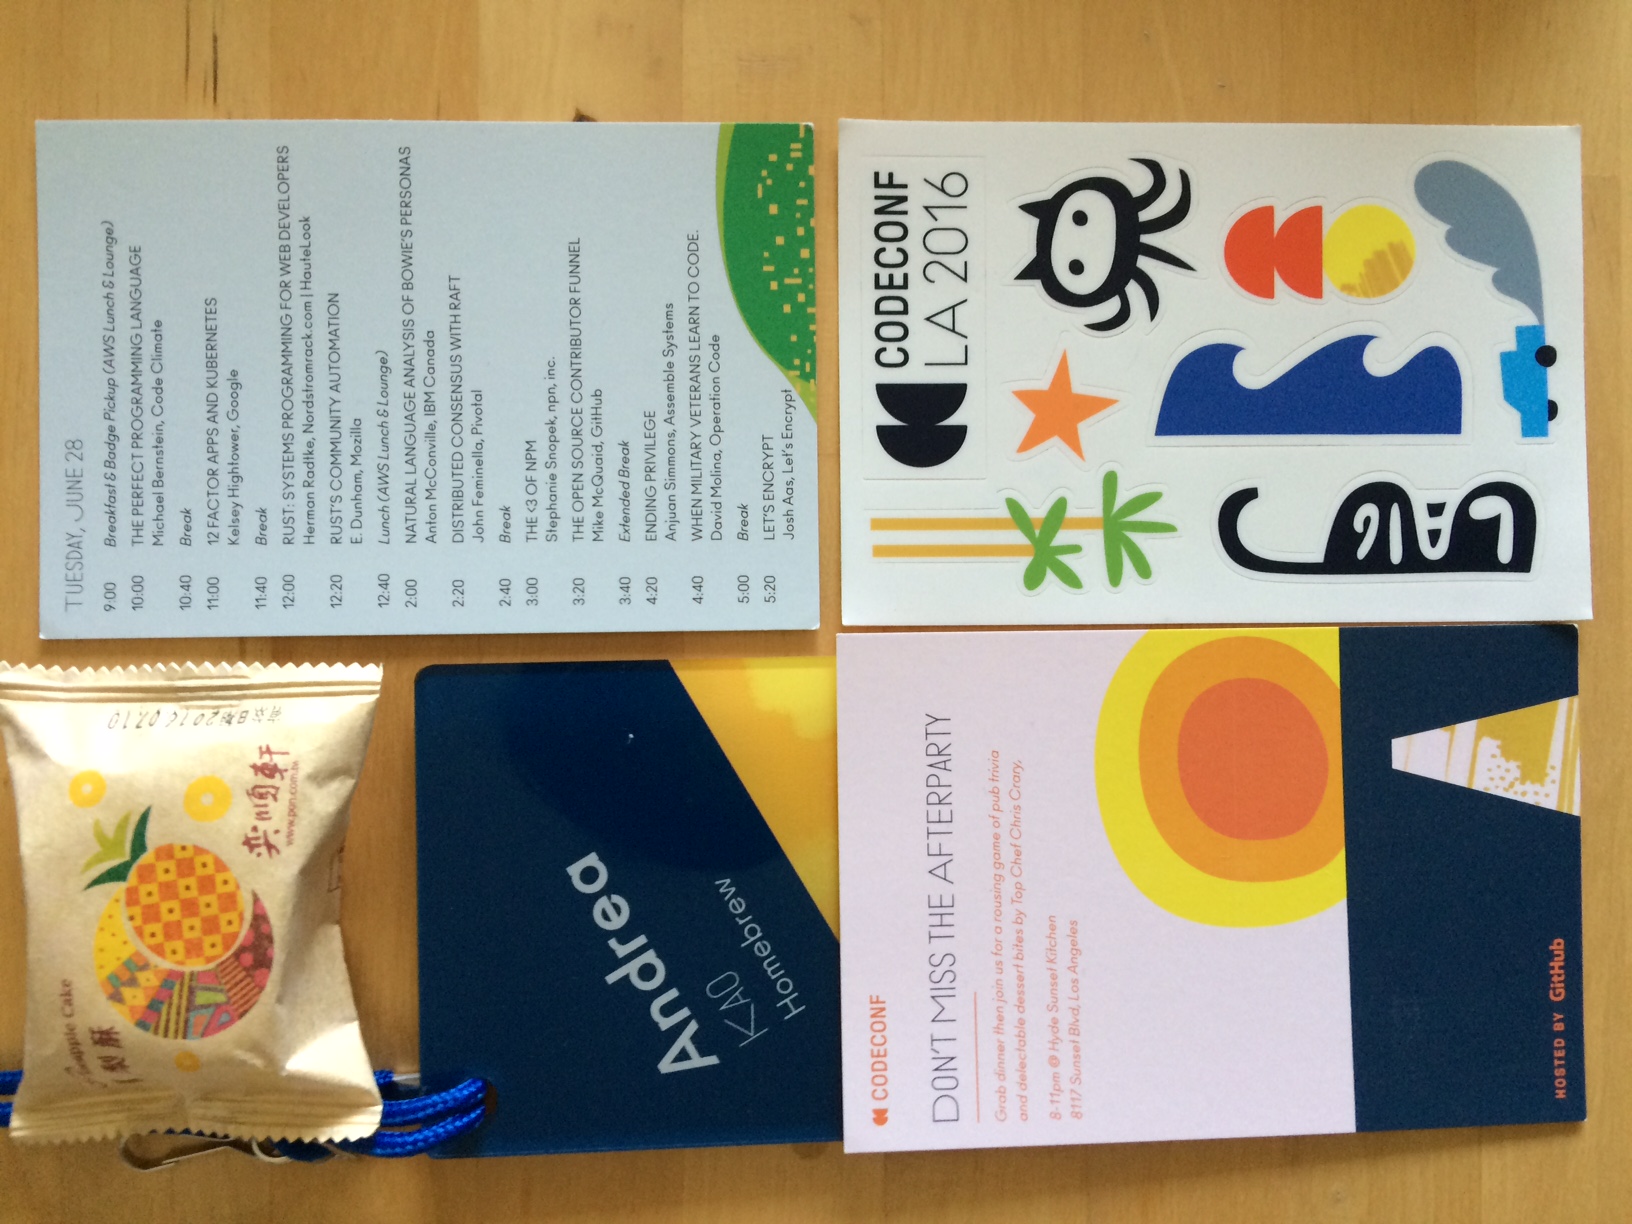 Pineapple Cake
梨酥
奕順軒
www.pon.com.tw
有效日期2016.07.10
Andrea
KAO
Homebrew
TUESDAY, JUNE 28
9:00 Breakfast & Badge Pickup (AWS Lunch & Lounge)
10:00 THE PERFECT PROGRAMMING LANGUAGE
Michael Bernstein, Code Climate
10:40 Break
11:00 12 FACTOR APPS AND KUBERNETES
Kelsey Hightower, Google
11:40 Break
12:00 RUST: SYSTEMS PROGRAMMING FOR WEB DEVELOPERS
Herman Radtke, Nordstromrack.com | HauteLook
12:20 RUST'S COMMUNITY AUTOMATION
E. Dunham, Mozilla
12:40 Lunch (AWS Lunch & Lounge)
2:00 NATURAL LANGUAGE ANALYSIS OF BOWIE'S PERSONAS
Anton McConville, IBM Canada
2:20 DISTRIBUTED CONSENSUS WITH RAFT
John Feminella, Pivotal
2:40 Break
3:00 THE <3 OF NPM
Stephanie Snopek, npn, inc.
3:20 THE OPEN SOURCE CONTRIBUTOR FUNNEL
Mike McQuaid, GitHub
3:40 Extended Break
4:20 ENDING PRIVILEGE
Anjuan Simmons, Assemble Systems
4:40 WHEN MILITARY VETERANS LEARN TO CODE.
David Molina, Operation Code
5:00 Break
5:20 LET'S ENCRYPT
Josh Aas, Let's Encrypt
CODECONF
DON'T MISS THE AFTERPARTY
Grab dinner then join us for a rousing game of pub trivia
and delectable dessert bites by Top Chef Chris Crary,
8-11pm @ Hyde Sunset Kitchen
8117 Sunset Blvd, Los Angeles
HOSTED BY GitHub
CODECONF
LA 2016
LA16